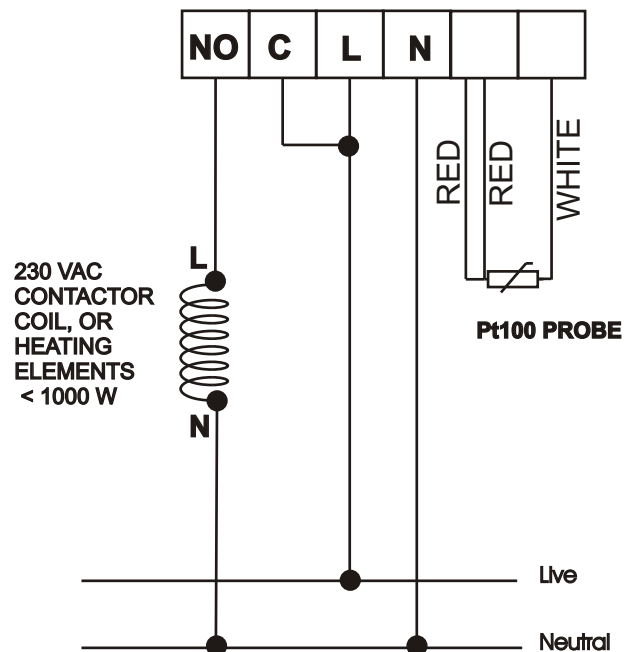 NO C L N
RED
RED
WHITE
L
230 VAC
CONTACTOR
COIL, OR
HEATING
ELEMENTS
< 1000 W
Pt100 PROBE
N
Live
Neutral